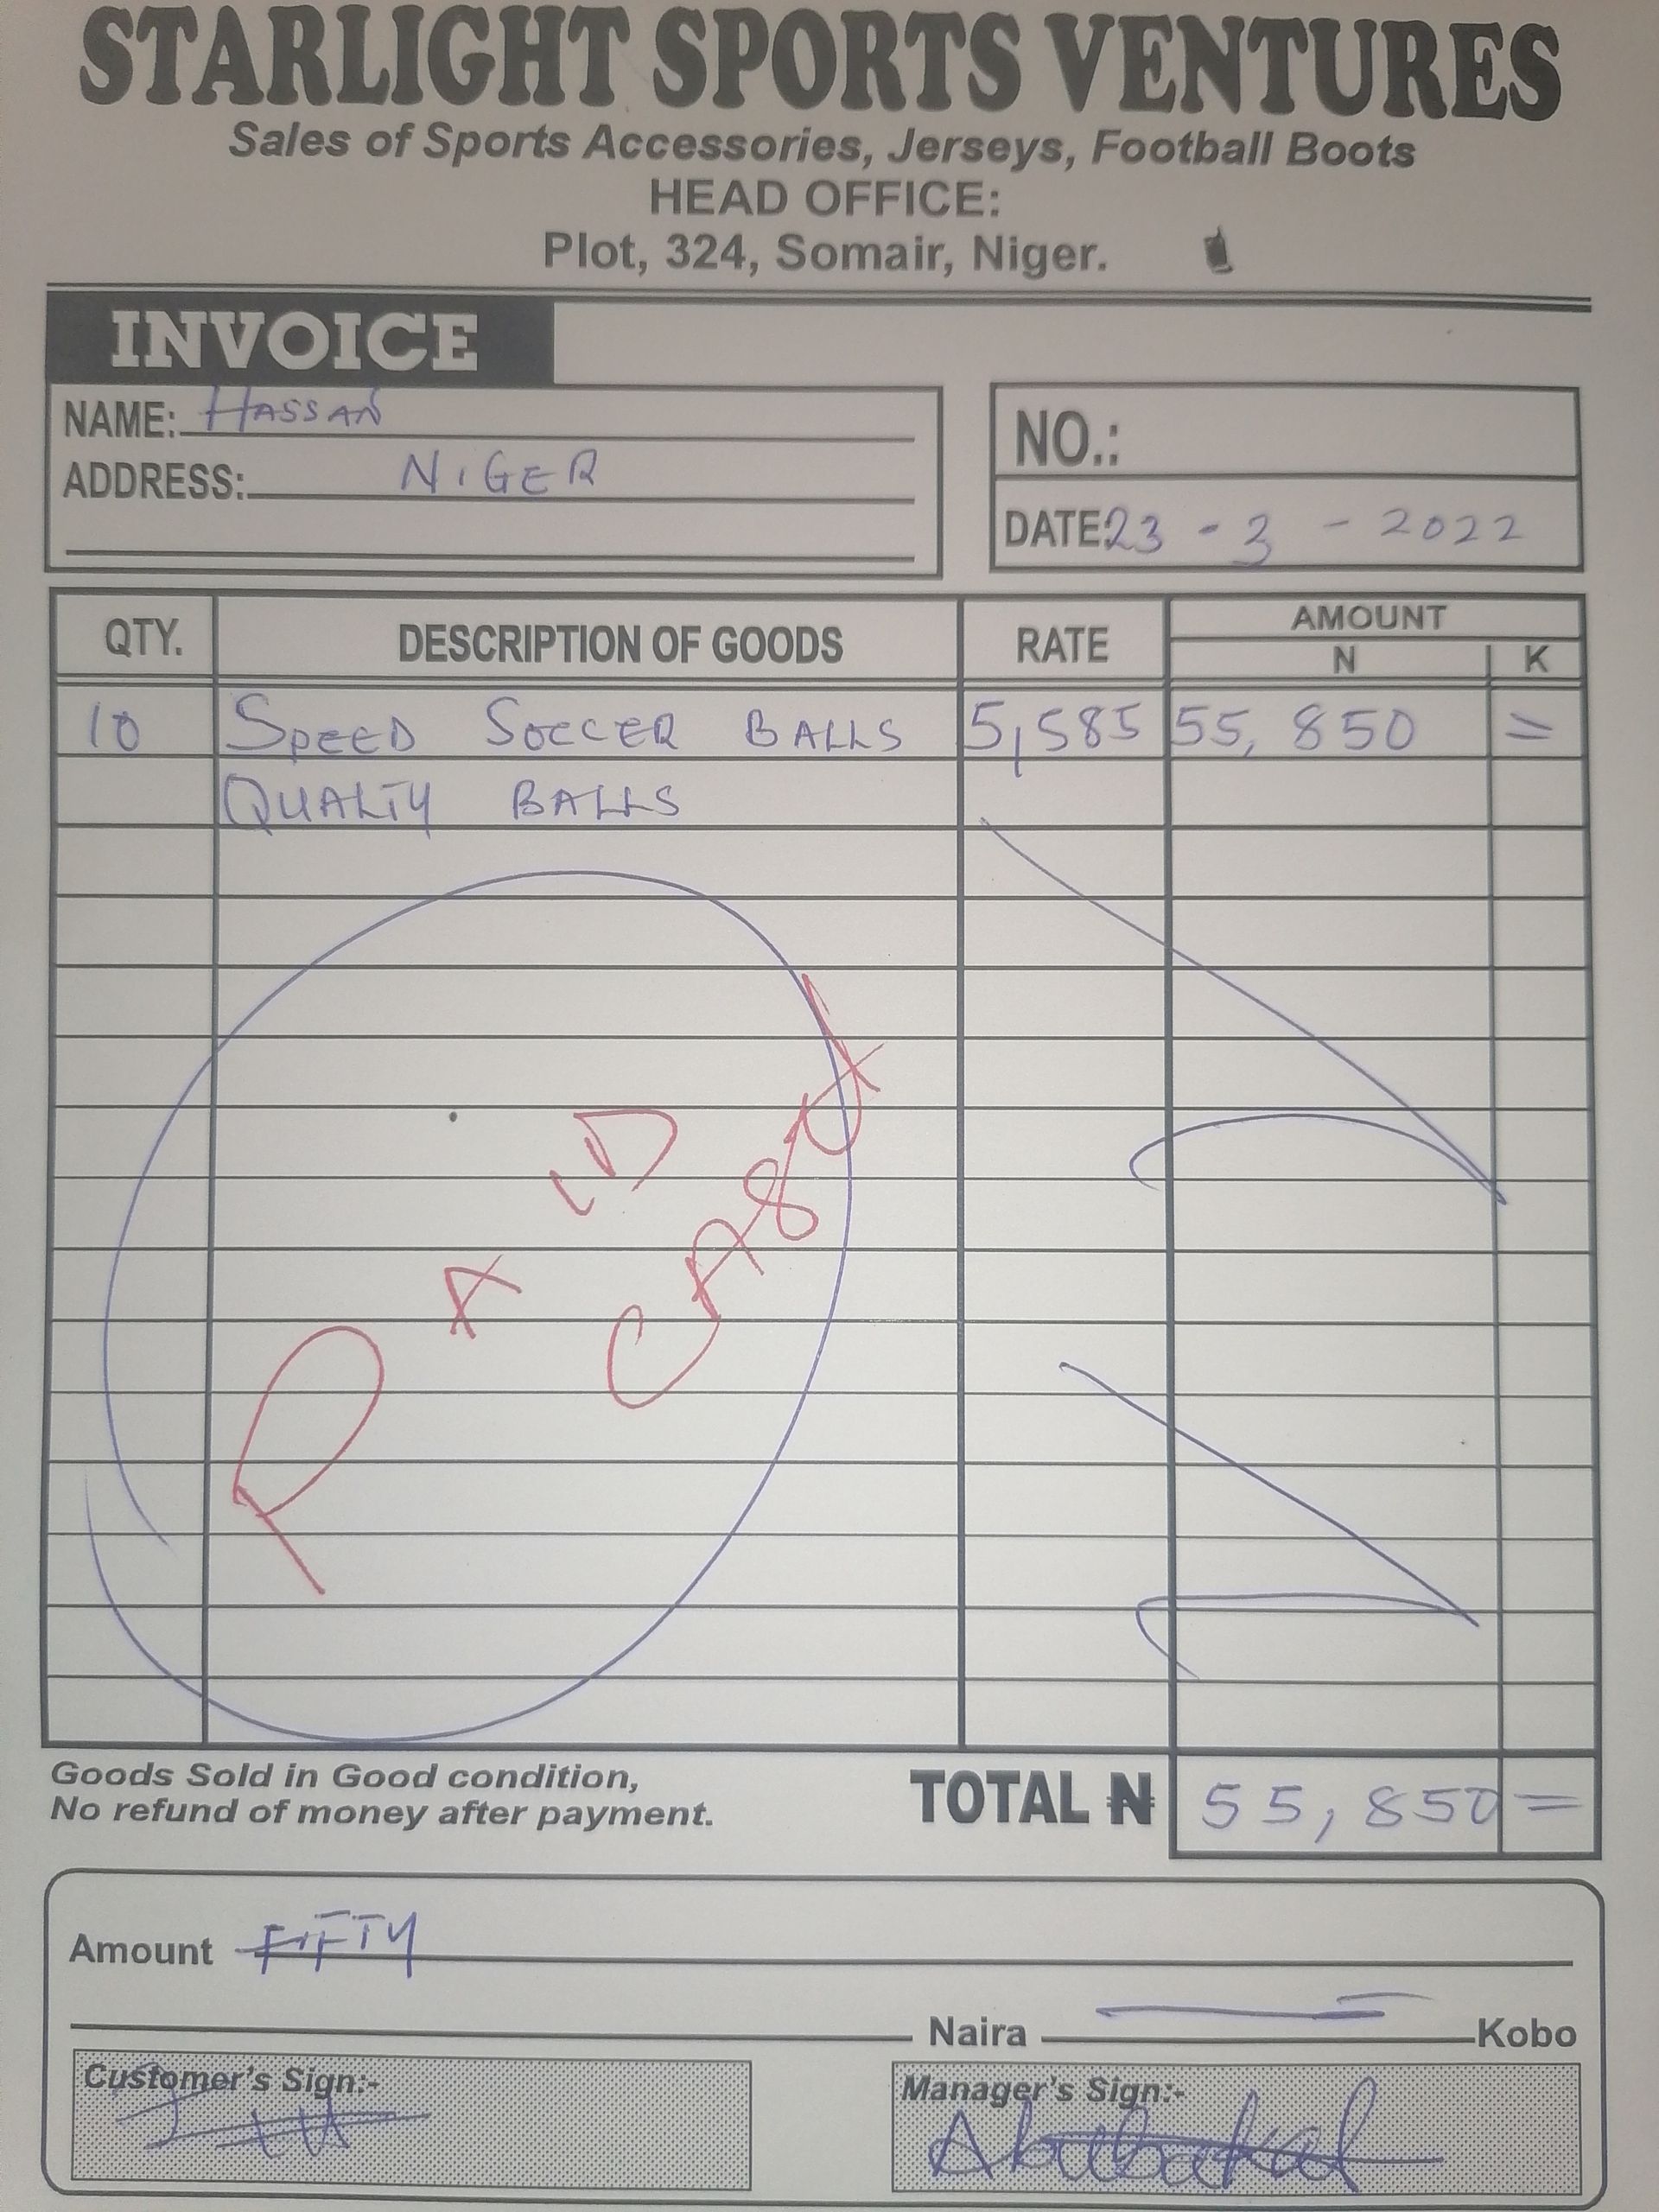 STARLIGHT SPORTS VENTURES
Sales of Sports Accessories, Jerseys, Football Boots
HEAD OFFICE:
Plot, 324, Somair, Niger.
INVOICE
NAME: HASSAN
ADDRESS: NIGER
NO.:
DATE: 23 - 3 - 2022
QTY. DESCRIPTION OF GOODS RATE AMOUNT
N K
10 SPEED SOCCER BALLS 5,585 55, 850 =
QUALTY BALLS
PAID
CASH
Goods Sold in Good condition,
No refund of money after payment.
TOTAL ₦ 55, 850 =
Amount FIFTY
Naira Kobo
Customer's Sign:-
Manager's Sign:-